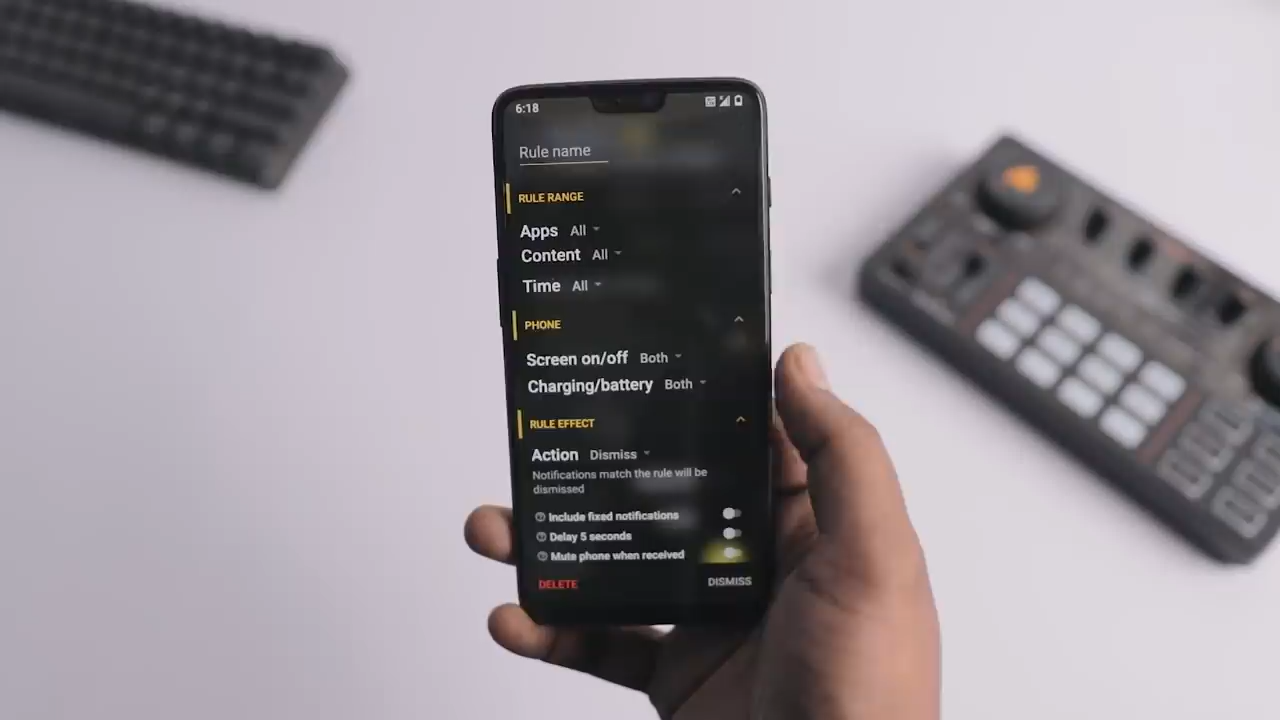 6:18
Rule name
RULE RANGE
Apps All
Content All
Time All
PHONE
Screen on/off Both
Charging/battery Both
RULE EFFECT
Action Dismiss
Notifications match the rule will be
dismissed
Include fixed notifications
Delay 5 seconds
Mute phone when received
DELETE DISMISS